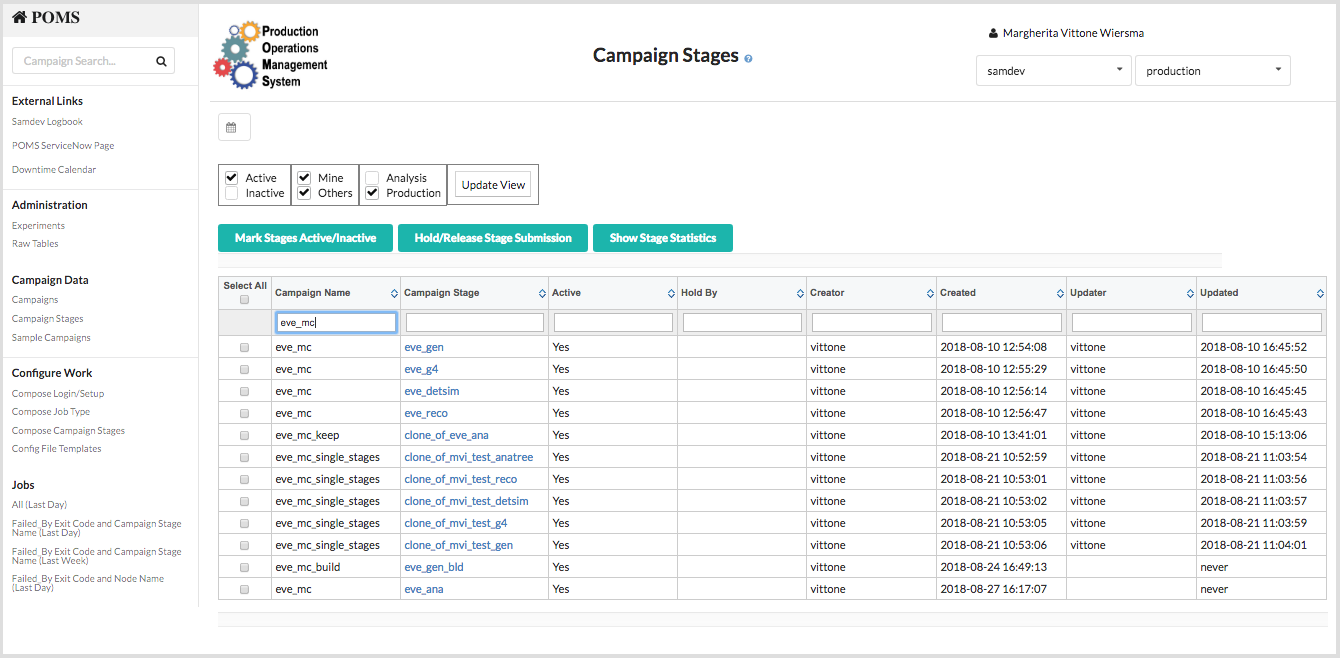 POMS
Campaign Search...
External Links
Samdev Logbook
POMS ServiceNow Page
Downtime Calendar
Administration
Experiments
Raw Tables
Campaign Data
Campaigns
Campaign Stages
Sample Campaigns
Configure Work
Compose Login/Setup
Compose Job Type
Compose Campaign Stages
Config File Templates
Jobs
All (Last Day)
Failed_By Exit Code and Campaign Stage
Name (Last Day)
Failed_By Exit Code and Campaign Stage
Name (Last Week)
Failed_By Exit Code and Node Name
(Last Day)
Production
Operations
Management
System
Campaign Stages ?
Margherita Vittone Wiersma
samdev production
Active Mine Analysis
Inactive Others Production
Update View
Mark Stages Active/Inactive Hold/Release Stage Submission Show Stage Statistics
Select All Campaign Name Campaign Stage Active Hold By Creator Created Updater Updated
eve_mc
eve_mc eve_gen Yes vittone 2018-08-10 12:54:08 vittone 2018-08-10 16:45:52
eve_mc eve_g4 Yes vittone 2018-08-10 12:55:29 vittone 2018-08-10 16:45:50
eve_mc eve_detsim Yes vittone 2018-08-10 12:56:14 vittone 2018-08-10 16:45:45
eve_mc eve_reco Yes vittone 2018-08-10 12:56:47 vittone 2018-08-10 16:45:43
eve_mc_keep clone_of_eve_ana Yes vittone 2018-08-10 13:41:01 vittone 2018-08-10 15:13:06
eve_mc_single_stages clone_of_mvi_test_anatree Yes vittone 2018-08-21 10:52:59 vittone 2018-08-21 11:03:54
eve_mc_single_stages clone_of_mvi_test_reco Yes vittone 2018-08-21 10:53:01 vittone 2018-08-21 11:03:56
eve_mc_single_stages clone_of_mvi_test_detsim Yes vittone 2018-08-21 10:53:02 vittone 2018-08-21 11:03:57
eve_mc_single_stages clone_of_mvi_test_g4 Yes vittone 2018-08-21 10:53:05 vittone 2018-08-21 11:03:59
eve_mc_single_stages clone_of_mvi_test_gen Yes vittone 2018-08-21 10:53:06 vittone 2018-08-21 11:04:01
eve_mc_build eve_gen_bld Yes vittone 2018-08-24 16:49:13 never
eve_mc eve_ana Yes vittone 2018-08-27 16:17:07 never